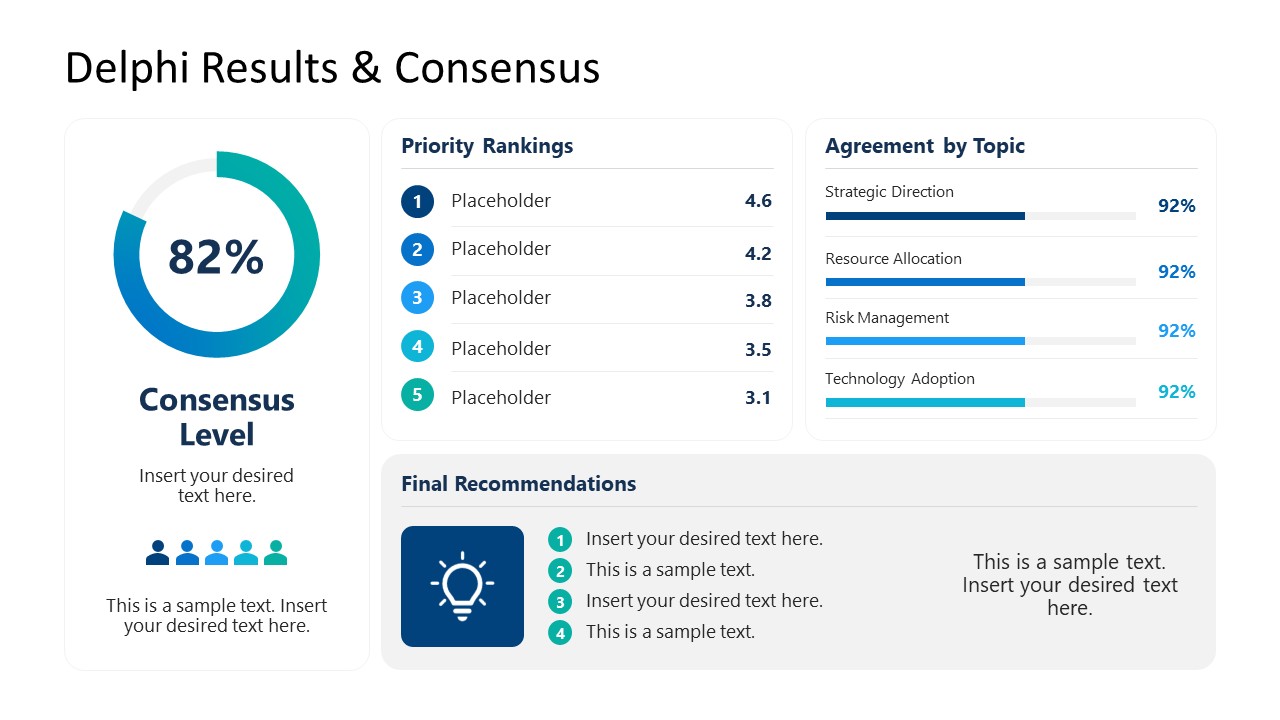 Delphi Results & Consensus
82%
Consensus
Level
Insert your desired
text here.
This is a sample text. Insert
your desired text here.
Priority Rankings
1 Placeholder 4.6
2 Placeholder 4.2
3 Placeholder 3.8
4 Placeholder 3.5
5 Placeholder 3.1
Agreement by Topic
Strategic Direction
92%
Resource Allocation
92%
Risk Management
92%
Technology Adoption
92%
Final Recommendations
1 Insert your desired text here.
2 This is a sample text.
3 Insert your desired text here.
4 This is a sample text.
This is a sample text.
Insert your desired text
here.